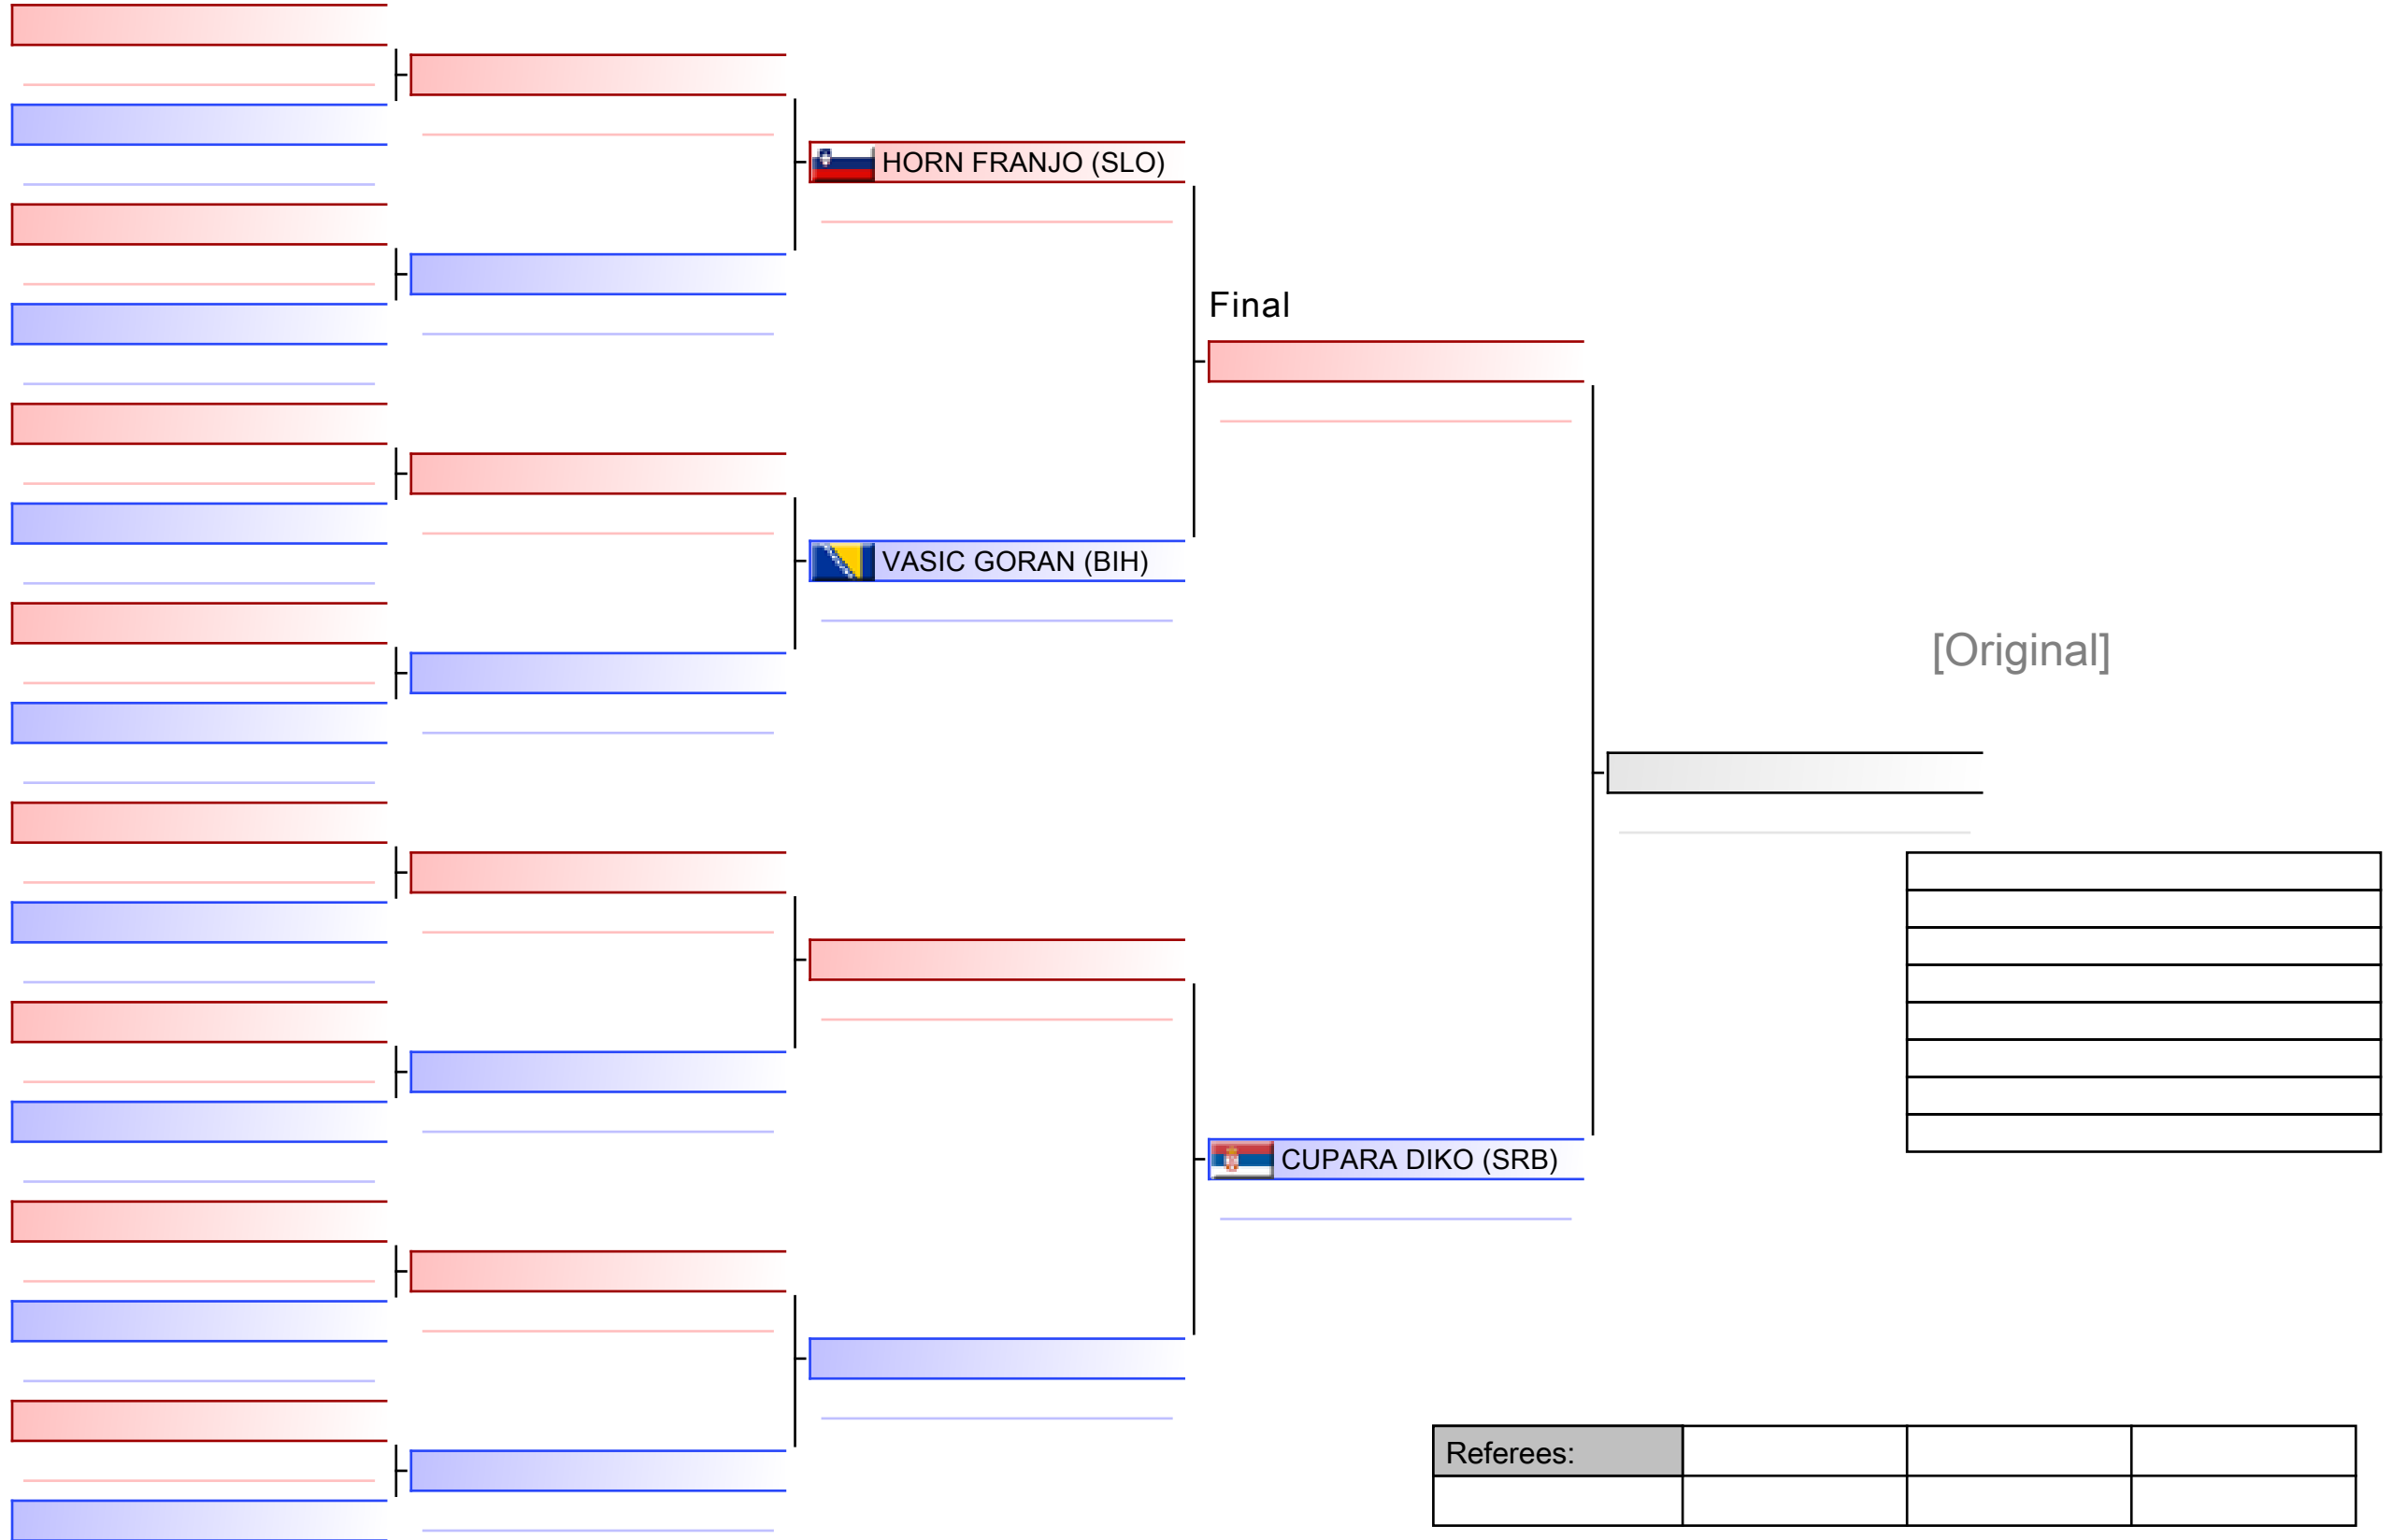 HORN FRANJO (SLO)
Final
VASIC GORAN (BIH)
[Original]
CUPARA DIKO (SRB)
Referees: